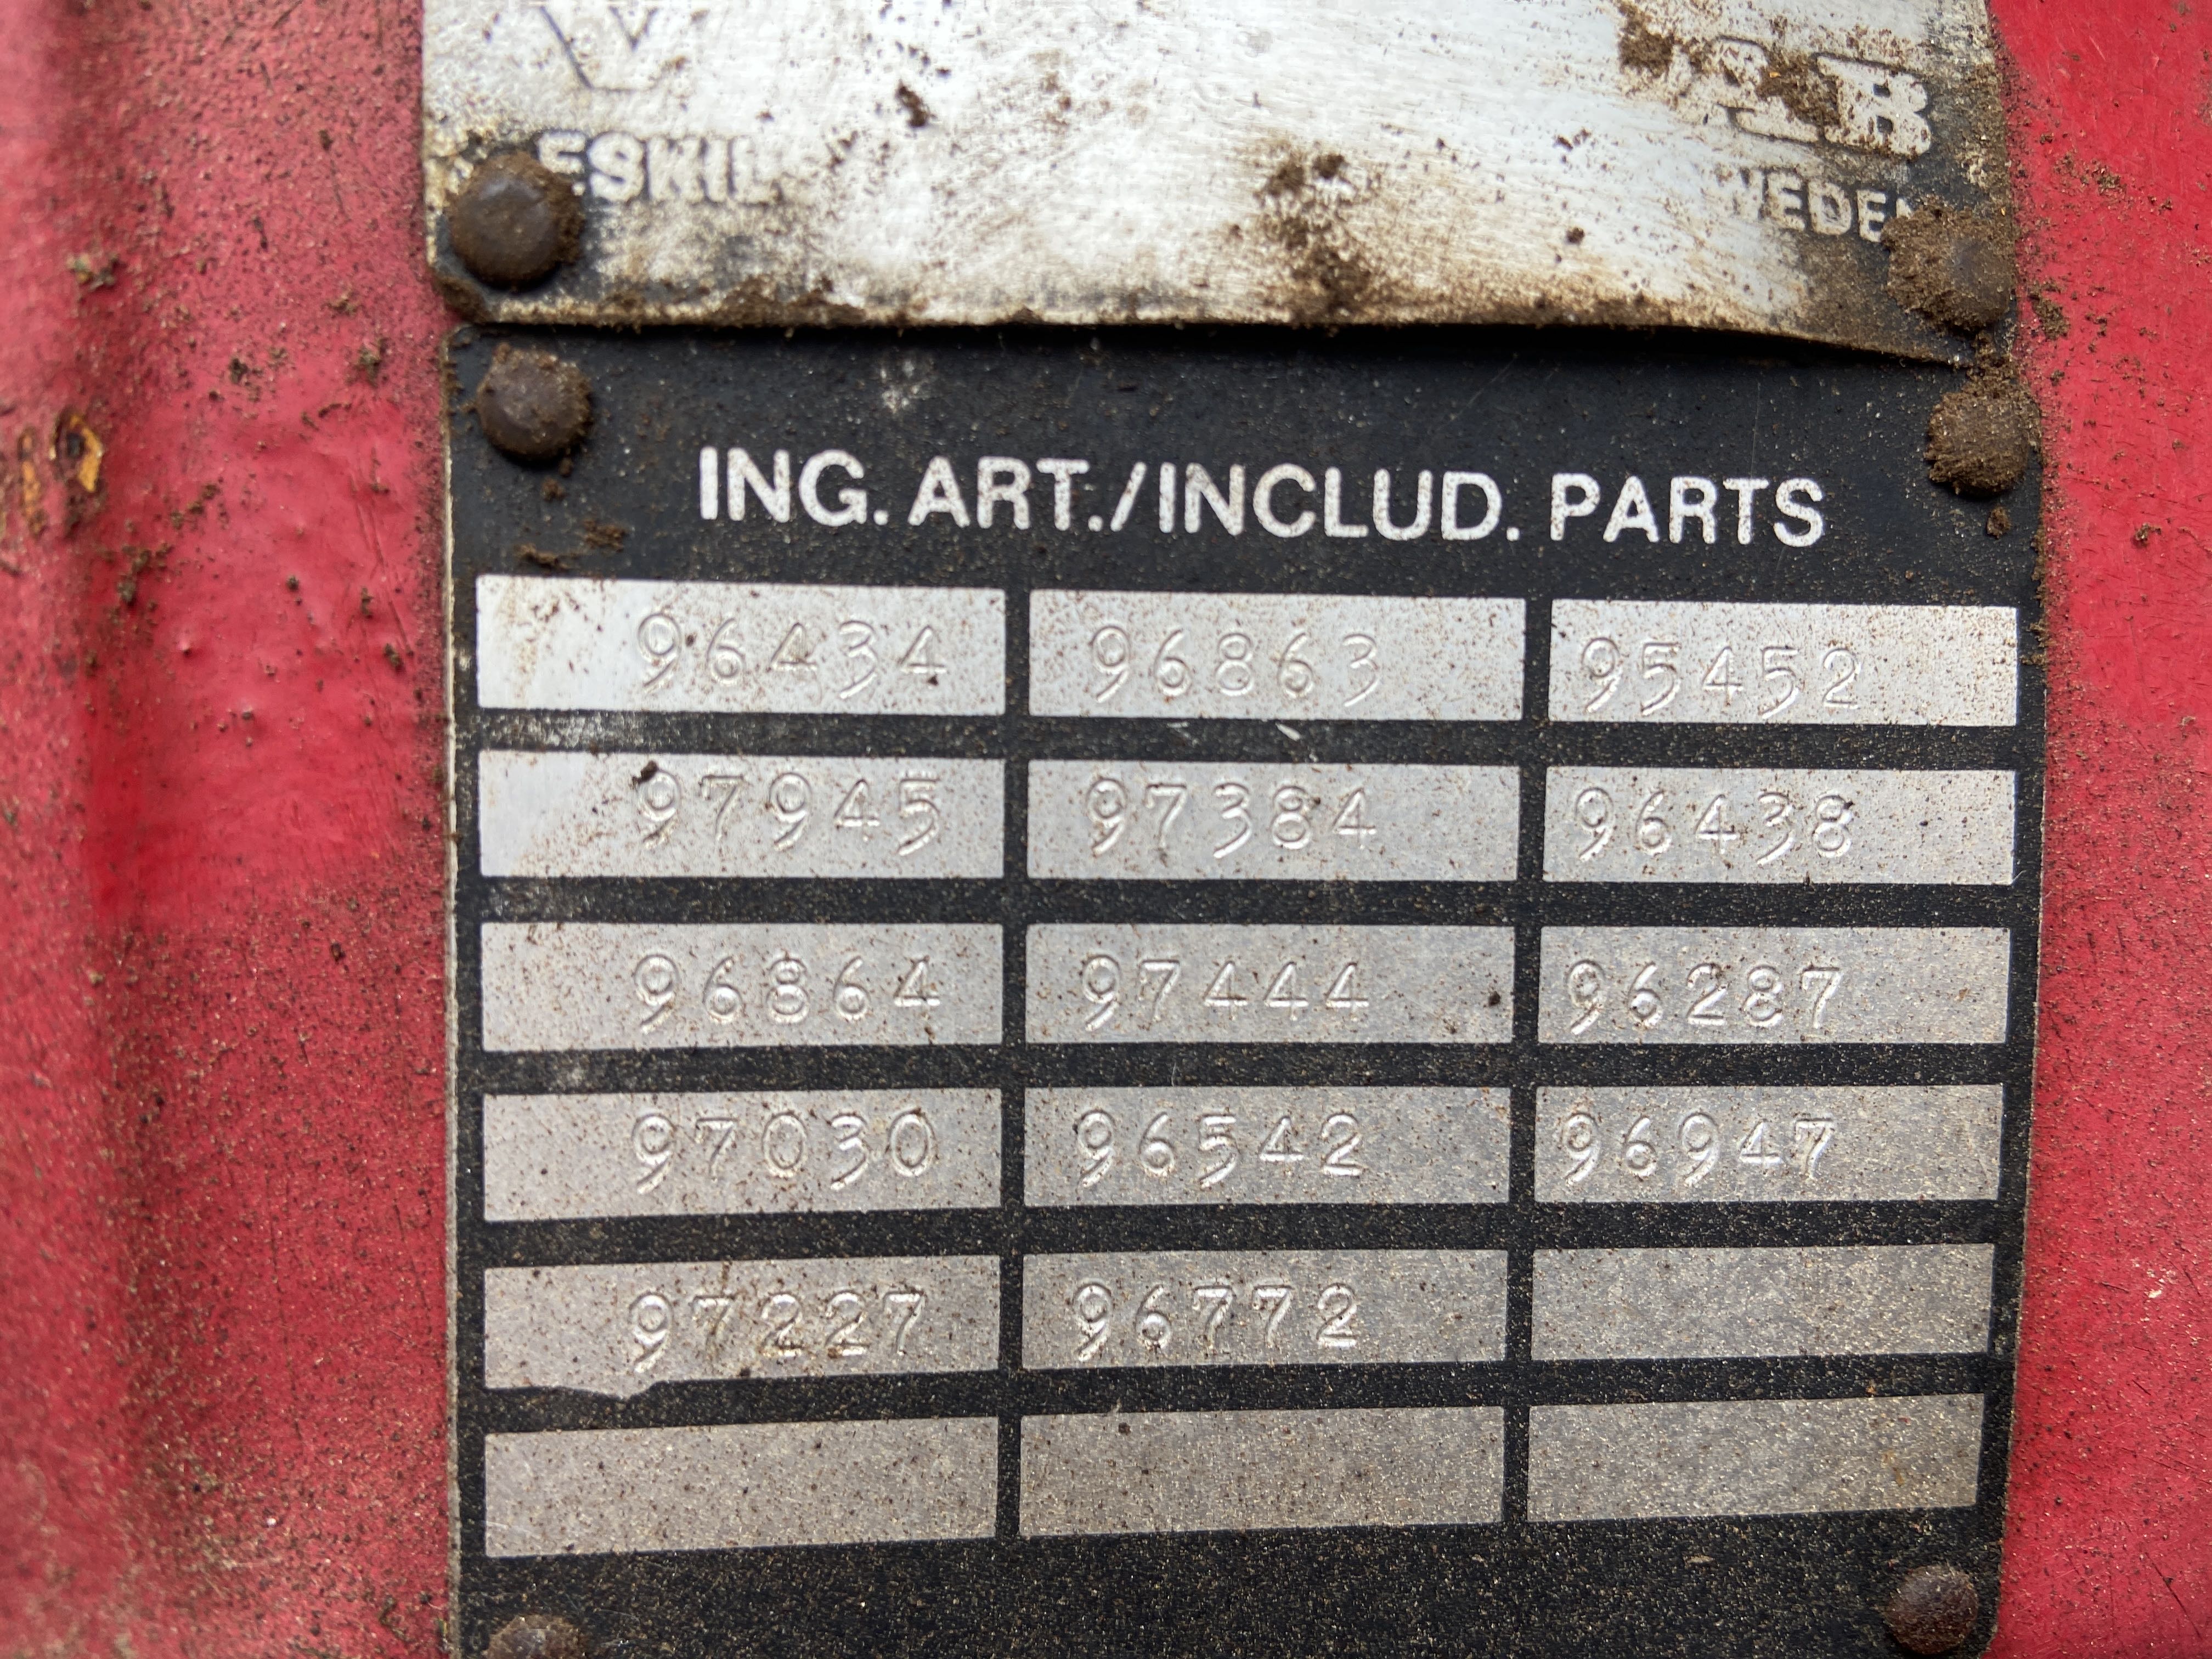 AB
ESKIL
WEDEN
ING. ART./INCLUD. PARTS
96434 96863 95452
97945 97384 96438
96864 97444 96287
97030 96542 96947
97227 96772